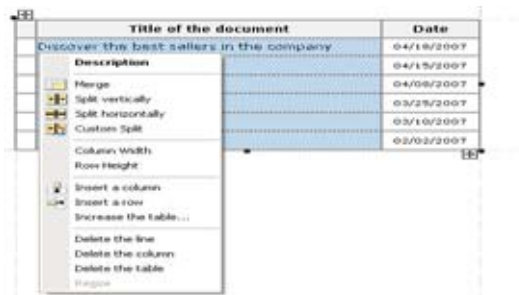 Title of the document Date
Discover the best sellers in the company 04/18/2007
Description 04/15/2007
Merge 04/08/2007
Split vertically 03/25/2007
Split horizontally 03/10/2007
Custom Split
02/02/2007
Column Width
Row Height
Insert a column
Insert a row
Increase the table...
Delete the line
Delete the column
Delete the table